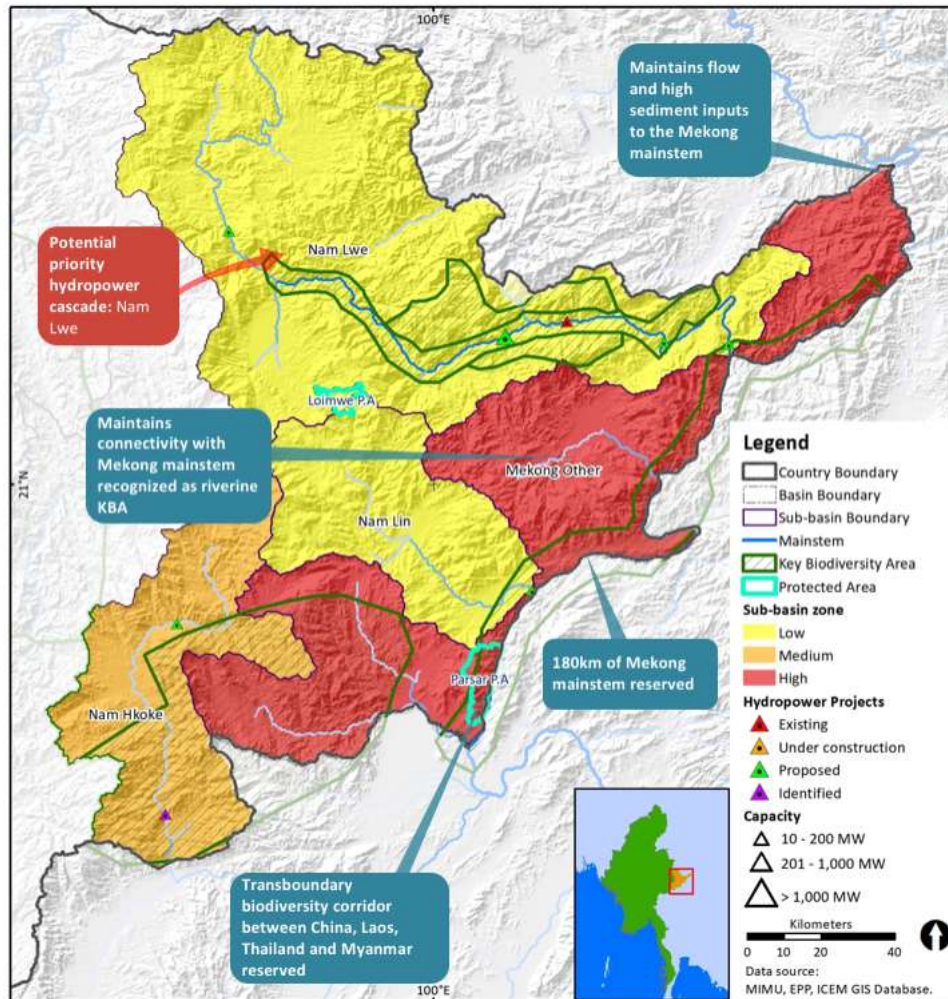 100°E
Maintains flow
and high
sediment inputs
to the Mekong
mainstem
Potential
priority
hydropower
cascade: Nam
Lwe
Nam Lwe
Loimwe P.A
Maintains
connectivity with
Mekong mainstem
recognized as riverine
KBA
Mekong Other
21°N
Nam Lin
180km of Mekong
mainstem reserved
Parsar P.A
Nam Hkoke
Transboundary
biodiversity corridor
between China, Laos,
Thailand and Myanmar
reserved
100°E
Legend
Country Boundary
Basin Boundary
Sub-basin Boundary
Mainstem
Key Biodiversity Area
Protected Area
Sub-basin zone
Low
Medium
High
Hydropower Projects
Existing
Under construction
Proposed
Identified
Capacity
10 - 200 MW
201 - 1,000 MW
> 1,000 MW
Kilometers
0 10 20 40
Data source:
MIMU, EPP, ICEM GIS Database.